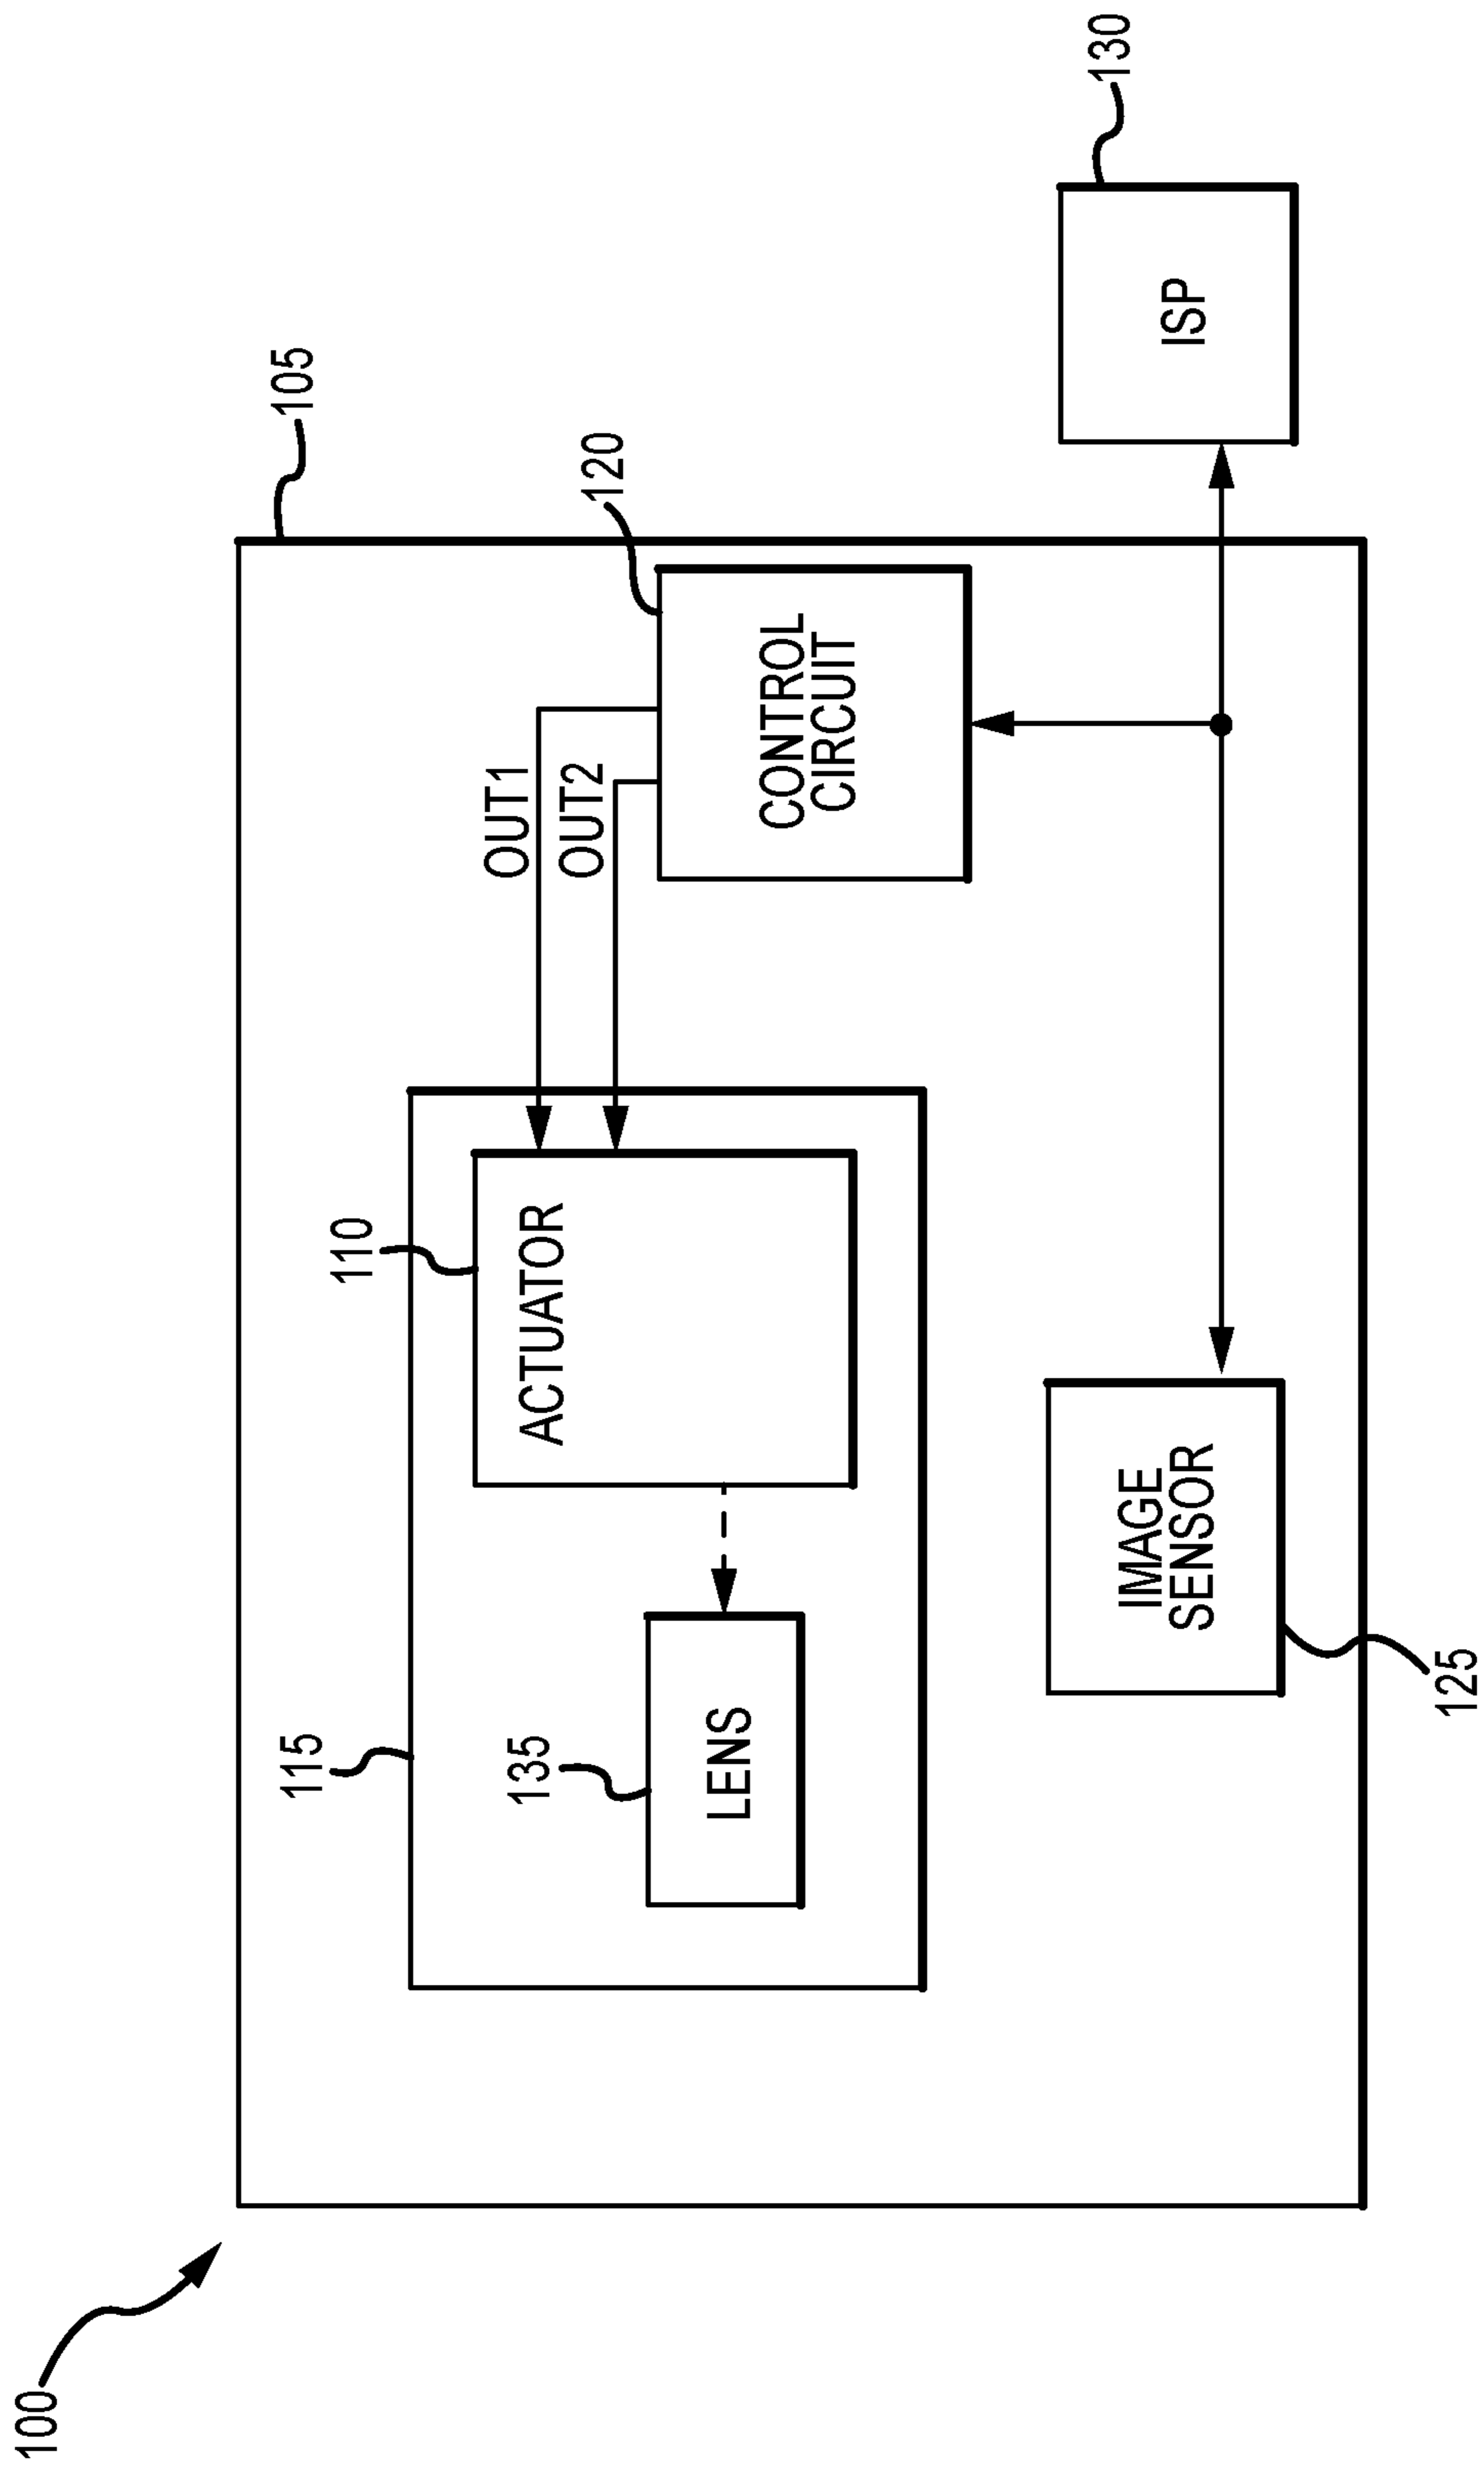 100
105
115
110
ACTUATOR
135
LENS
OUT1
OUT2
120
CONTROL
CIRCUIT
IMAGE
SENSOR
125
ISP
130